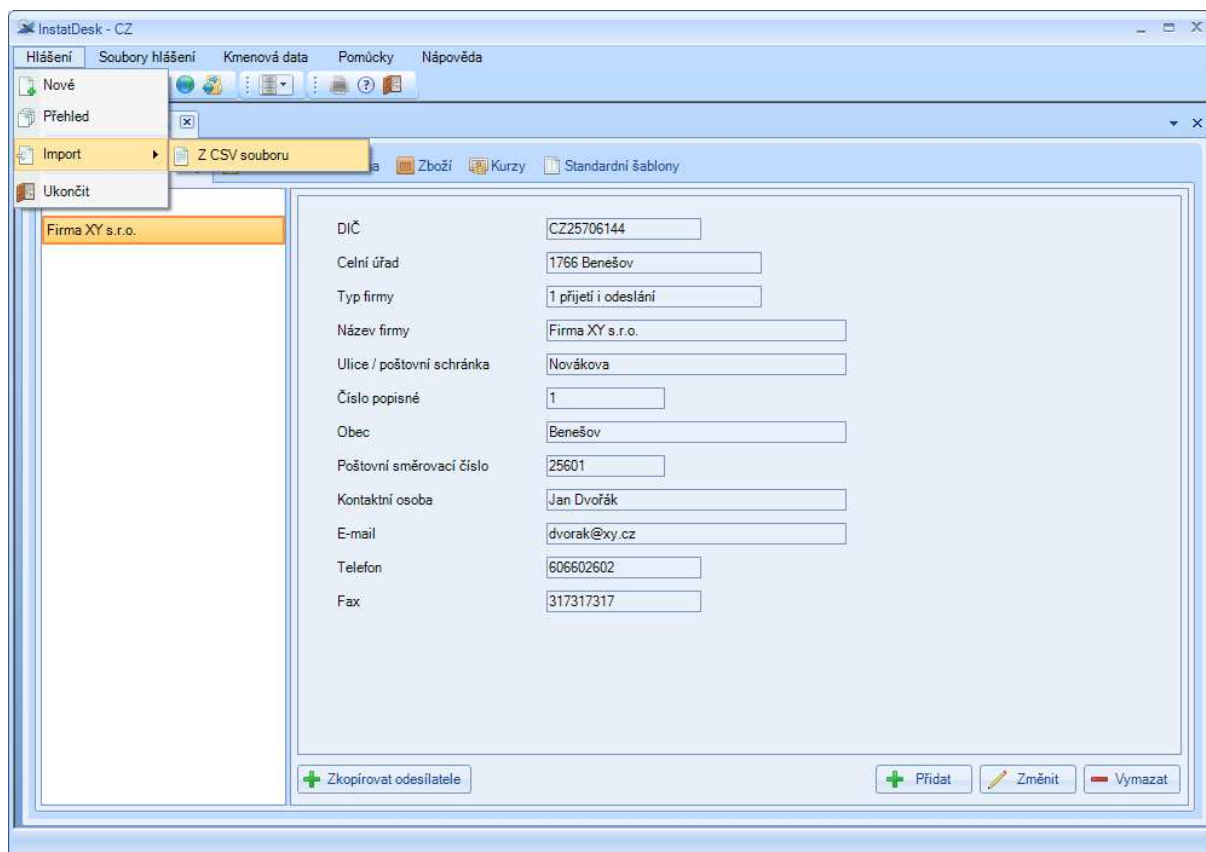 InstatDesk - CZ
Hlášení Soubory hlášení Kmenová data Pomůcky Nápověda
Nové
Přehled
Import Z CSV souboru
Zboží Kurzy Standardní šablony
Ukončit
Firma XY s.r.o.
DIČ CZ25706144
Celní úřad 1766 Benešov
Typ firmy 1 přijetí i odeslání
Název firmy Firma XY s.r.o.
Ulice / poštovní schránka Novákova
Číslo popisné 1
Obec Benešov
Poštovní směrovací číslo 25601
Kontaktní osoba Jan Dvořák
E-mail dvorak@xy.cz
Telefon 606602602
Fax 317317317
Zkopírovat odesílatele Přidat Změnit Vymazat